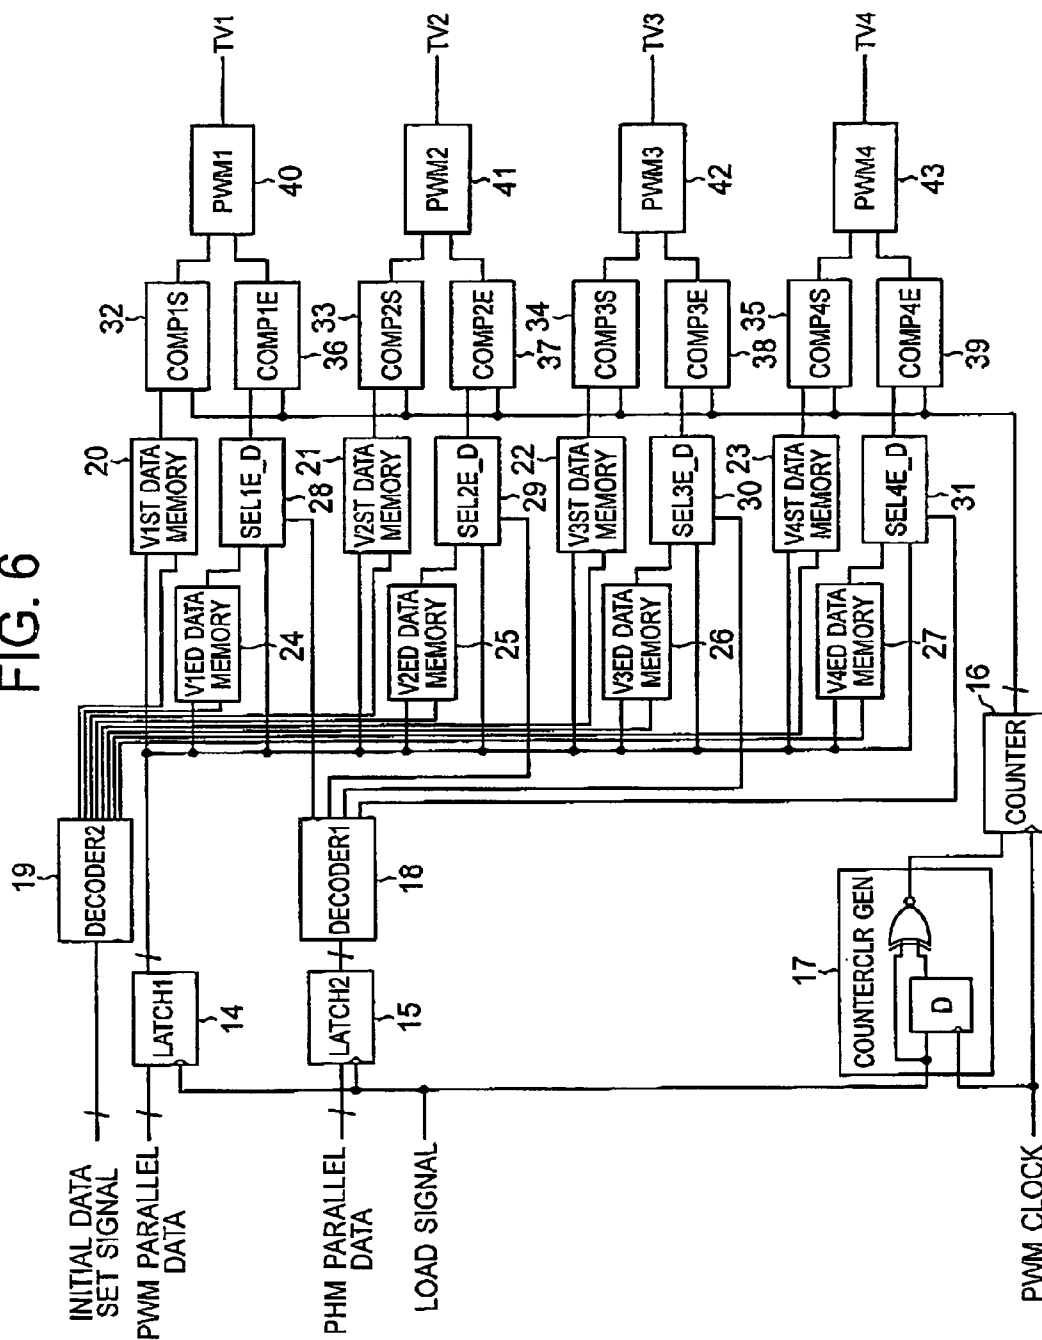 FIG. 6
INITIAL DATA
SET SIGNAL
PWM PARALLEL
DATA
PHM PARALLEL
DATA
LOAD SIGNAL
PWM CLOCK
19
DECODER2
LATCH1
14
LATCH2
15
DECODER1
18
17
COUNTERCLR GEN
D
16
COUNTER
20
V1ST DATA
MEMORY
V1ED DATA
MEMORY
24
SEL1E_D
28
32
COMP1S
COMP1E
36
PWM1
40
TV1
21
V2ST DATA
MEMORY
V2ED DATA
MEMORY
25
SEL2E_D
29
33
COMP2S
COMP2E
37
PWM2
41
TV2
22
V3ST DATA
MEMORY
V3ED DATA
MEMORY
26
SEL3E_D
30
34
COMP3S
COMP3E
38
PWM3
42
TV3
23
V4ST DATA
MEMORY
V4ED DATA
MEMORY
27
SEL4E_D
31
35
COMP4S
COMP4E
39
PWM4
43
TV4